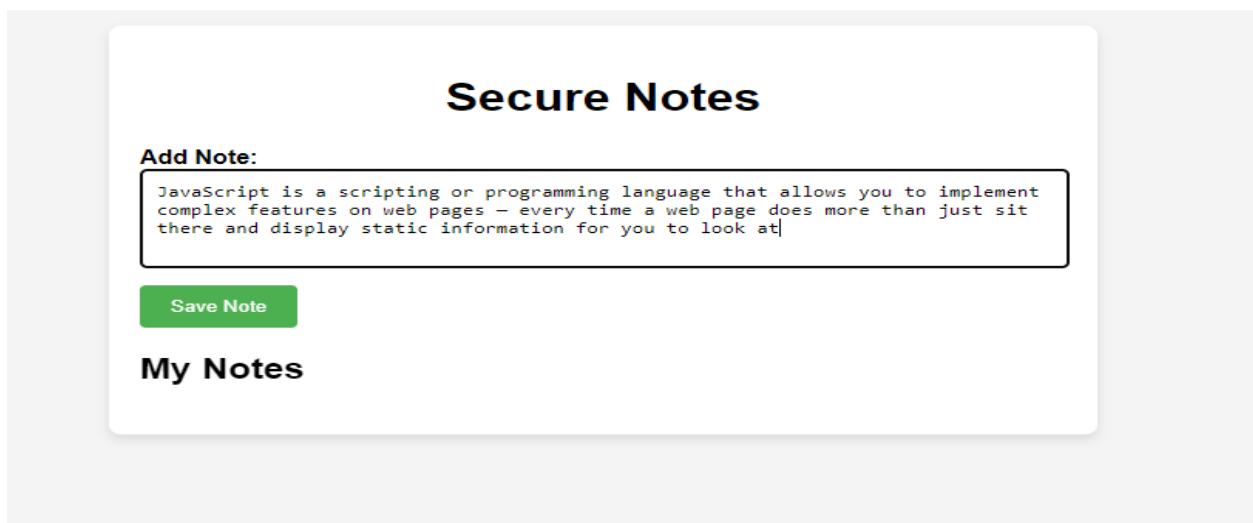 Secure Notes
Add Note:
JavaScript is a scripting or programming language that allows you to implement
complex features on web pages — every time a web page does more than just sit
there and display static information for you to look at
Save Note
My Notes